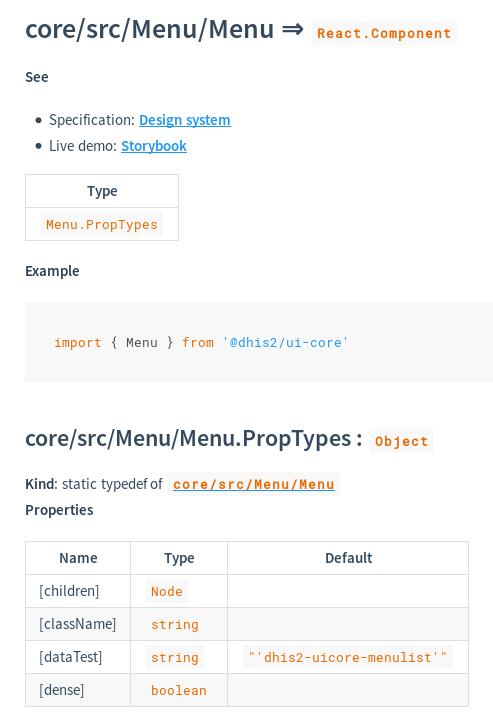 core/src/Menu/Menu ⇒ React.Component
See
• Specification: Design system
• Live demo: Storybook
Type
Menu.PropTypes
Example
import { Menu } from '@dhis2/ui-core'
core/src/Menu/Menu.PropTypes : Object
Kind: static typedef of core/src/Menu/Menu
Properties
Name Type Default
[children] Node
[className] string
[dataTest] string "'dhis2-uicore-menulist'"
[dense] boolean